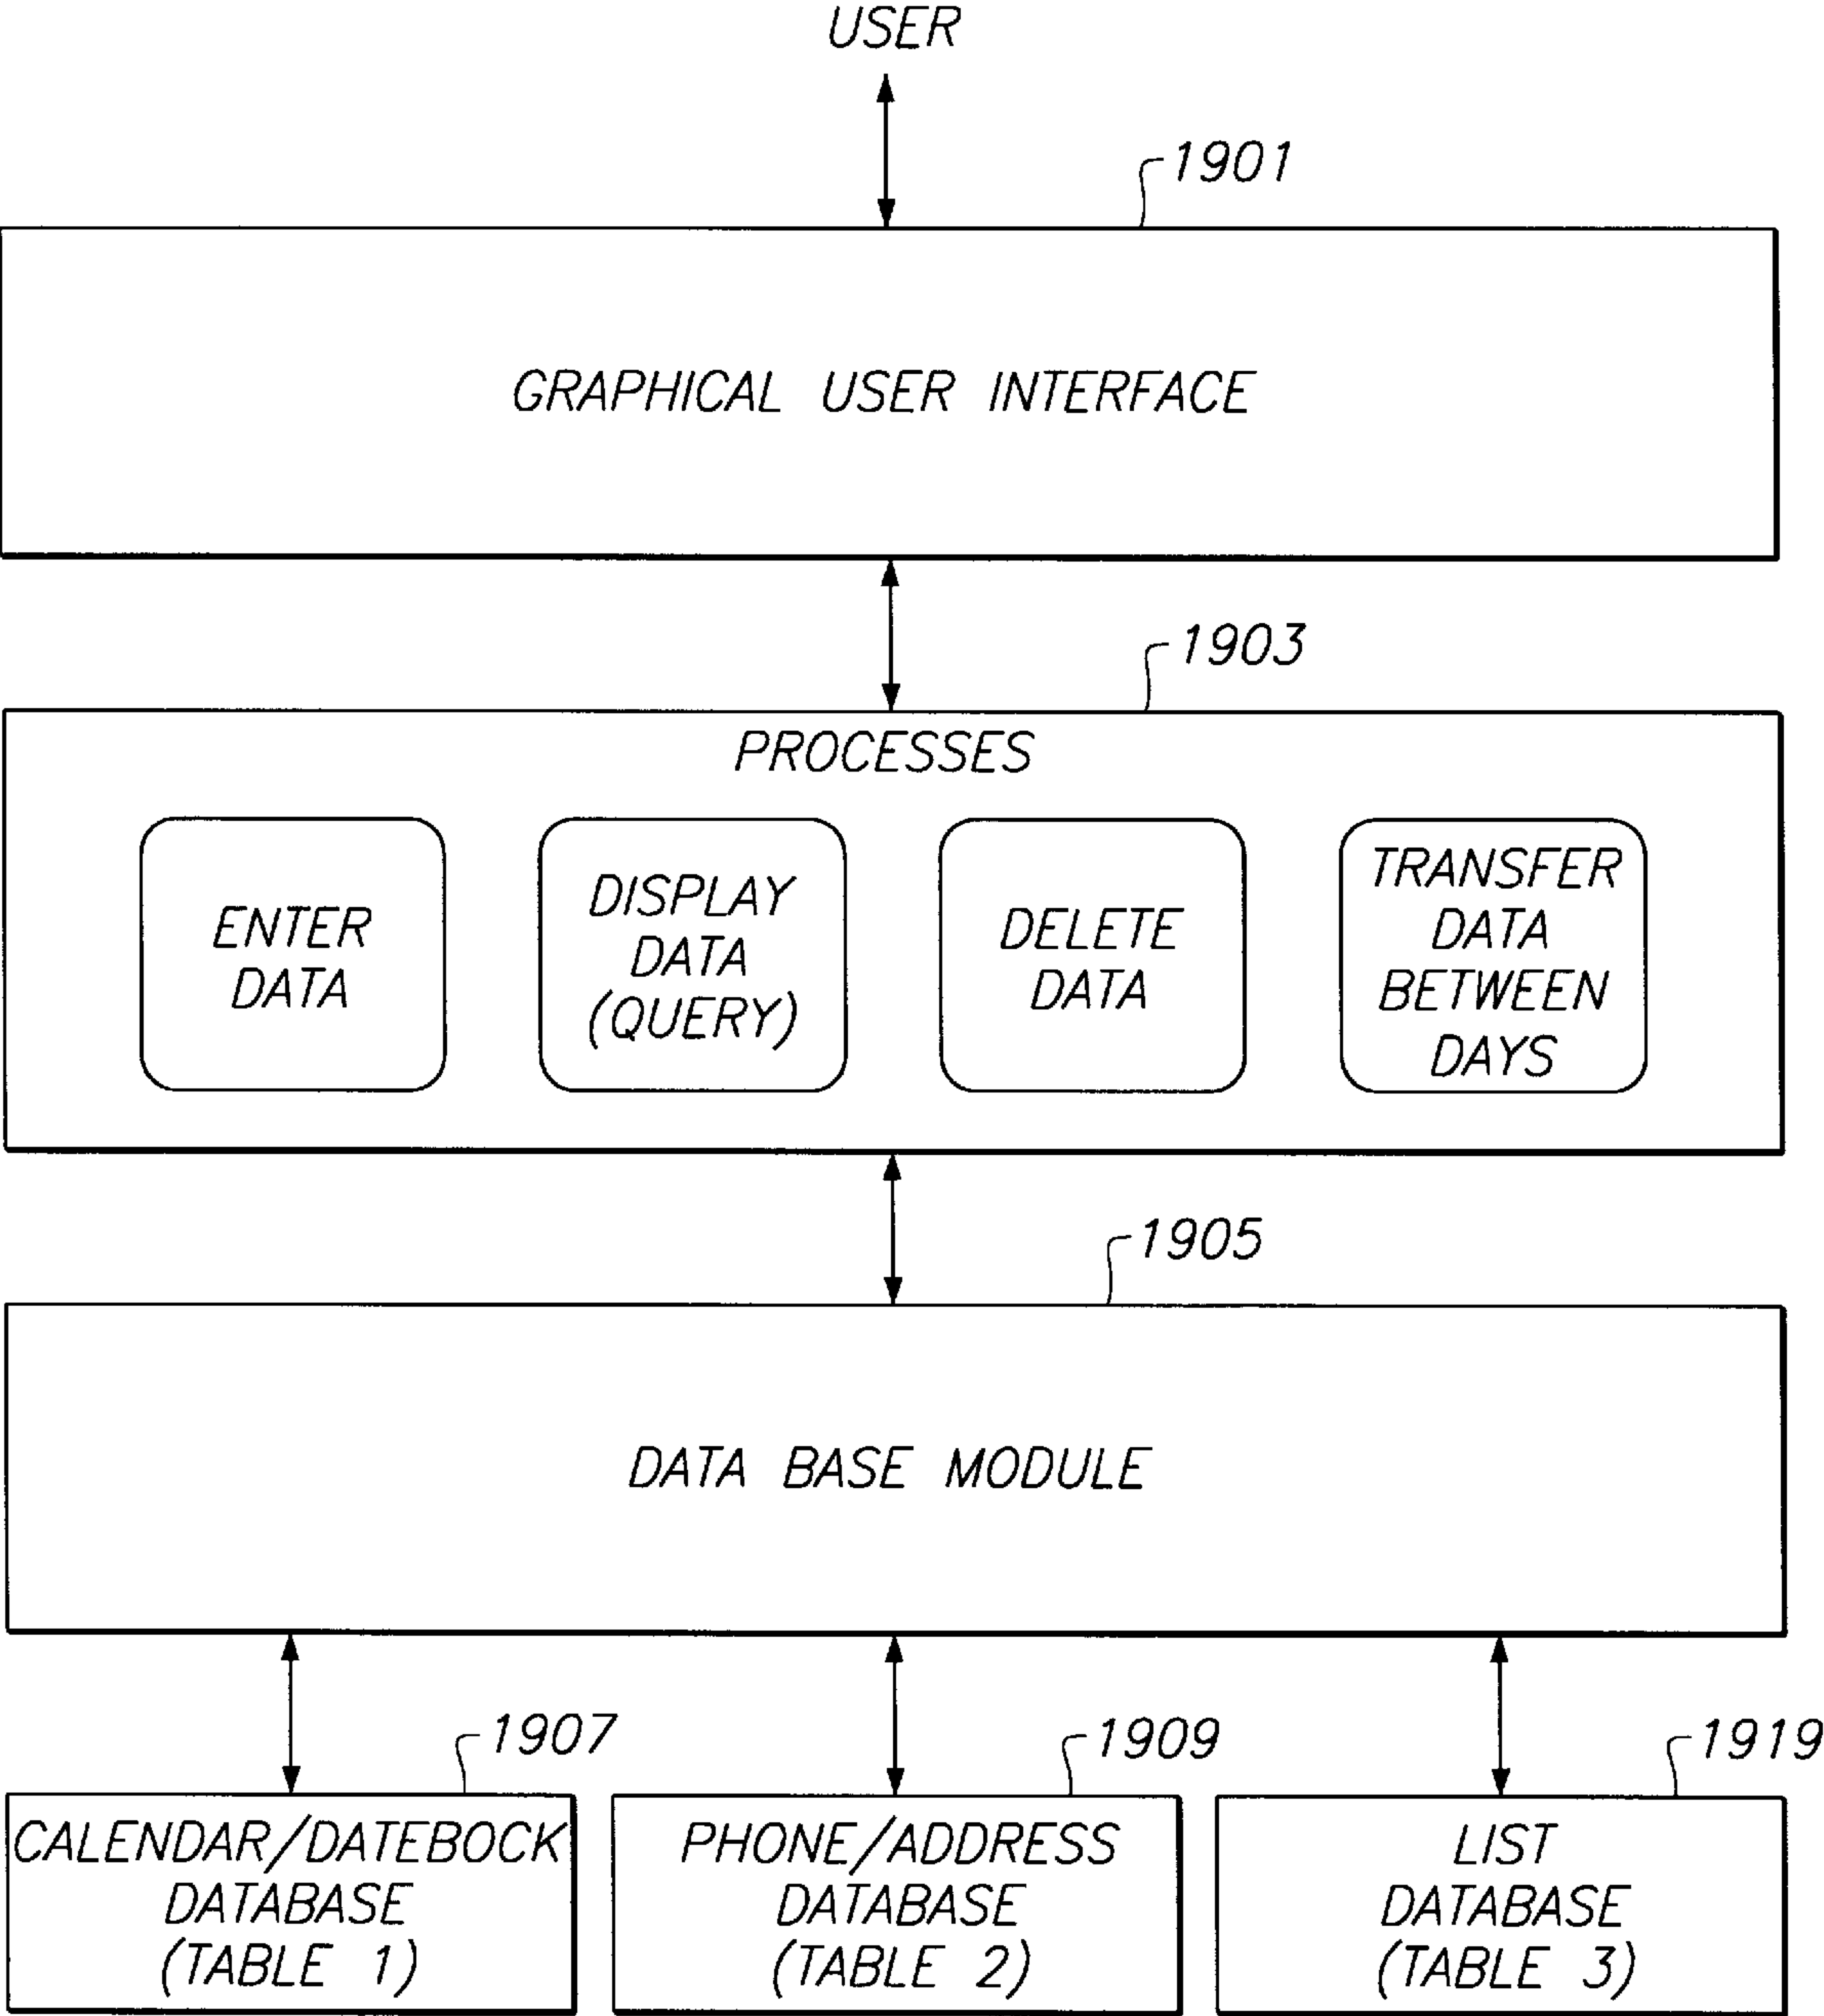 USER
1901
GRAPHICAL USER INTERFACE
1903
PROCESSES
ENTER
DATA
DISPLAY
DATA
(QUERY)
DELETE
DATA
TRANSFER
DATA
BETWEEN
DAYS
1905
DATA BASE MODULE
1907
1909
1919
CALENDAR/DATEBOCK
DATABASE
(TABLE 1)
PHONE/ADDRESS
DATABASE
(TABLE 2)
LIST
DATABASE
(TABLE 3)